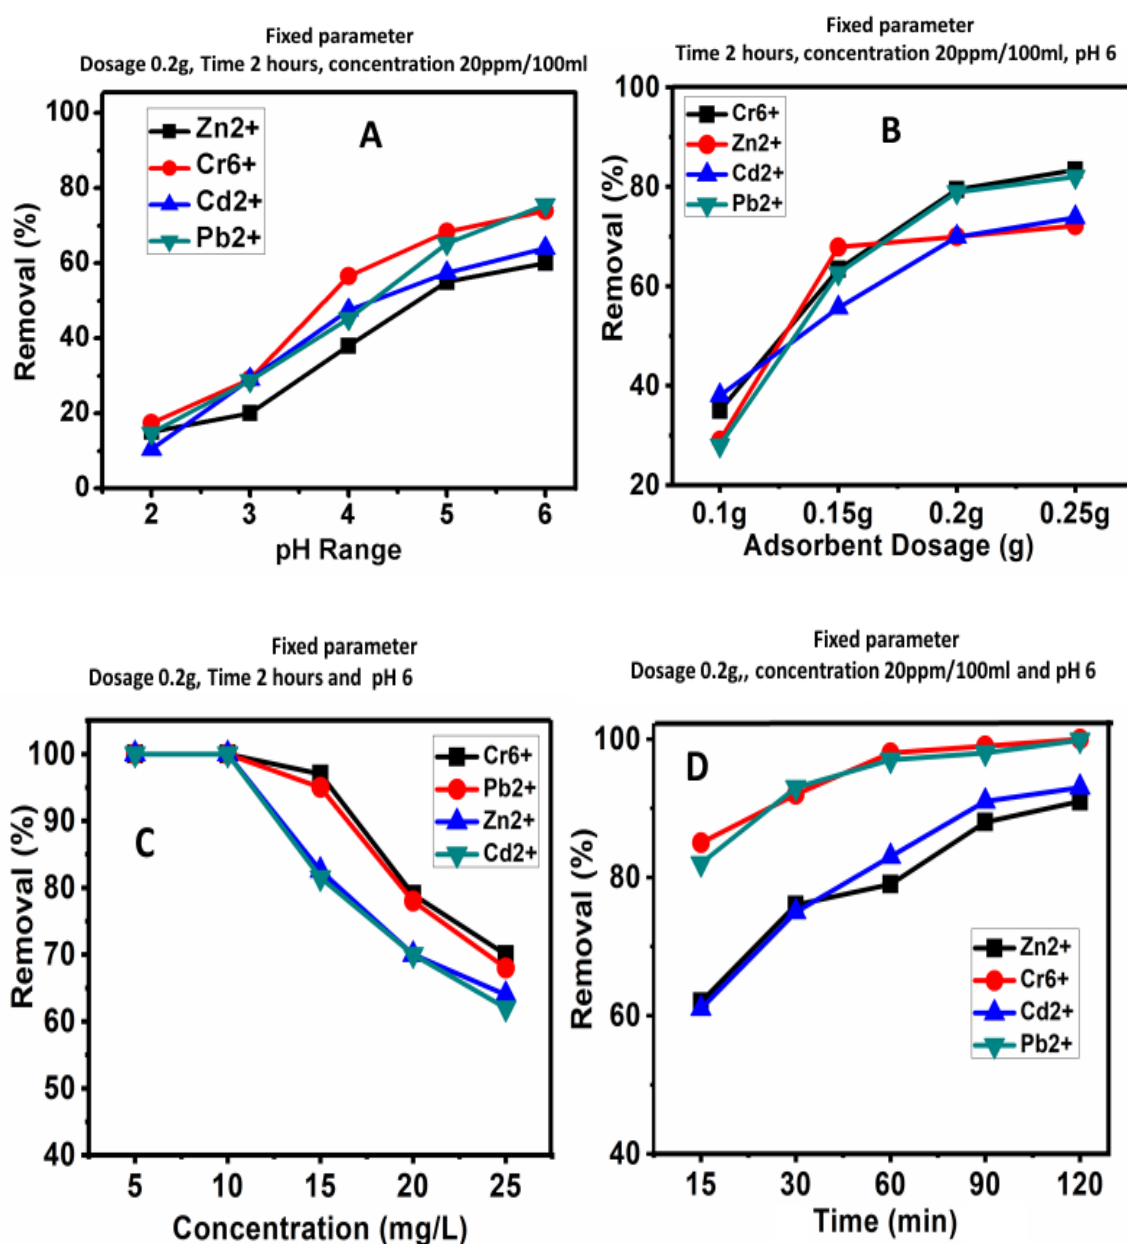 Fixed parameter
Dosage 0.2g, Time 2 hours, concentration 20ppm/100ml
A
Zn2+
Cr6+
Cd2+
Pb2+
Removal (%)
100
80
60
40
20
0
2 3 4 5 6
pH Range
Fixed parameter
Time 2 hours, concentration 20ppm/100ml, pH 6
B
Cr6+
Zn2+
Cd2+
Pb2+
Removal (%)
100
80
60
40
20
0.1g 0.15g 0.2g 0.25g
Adsorbent Dosage (g)
Fixed parameter
Dosage 0.2g, Time 2 hours and pH 6
C
Cr6+
Pb2+
Zn2+
Cd2+
Removal (%)
100
90
80
70
60
50
40
5 10 15 20 25
Concentration (mg/L)
Fixed parameter
Dosage 0.2g,, concentration 20ppm/100ml and pH 6
D
Zn2+
Cr6+
Cd2+
Pb2+
Removal (%)
100
80
60
40
15 30 60 90 120
Time (min)